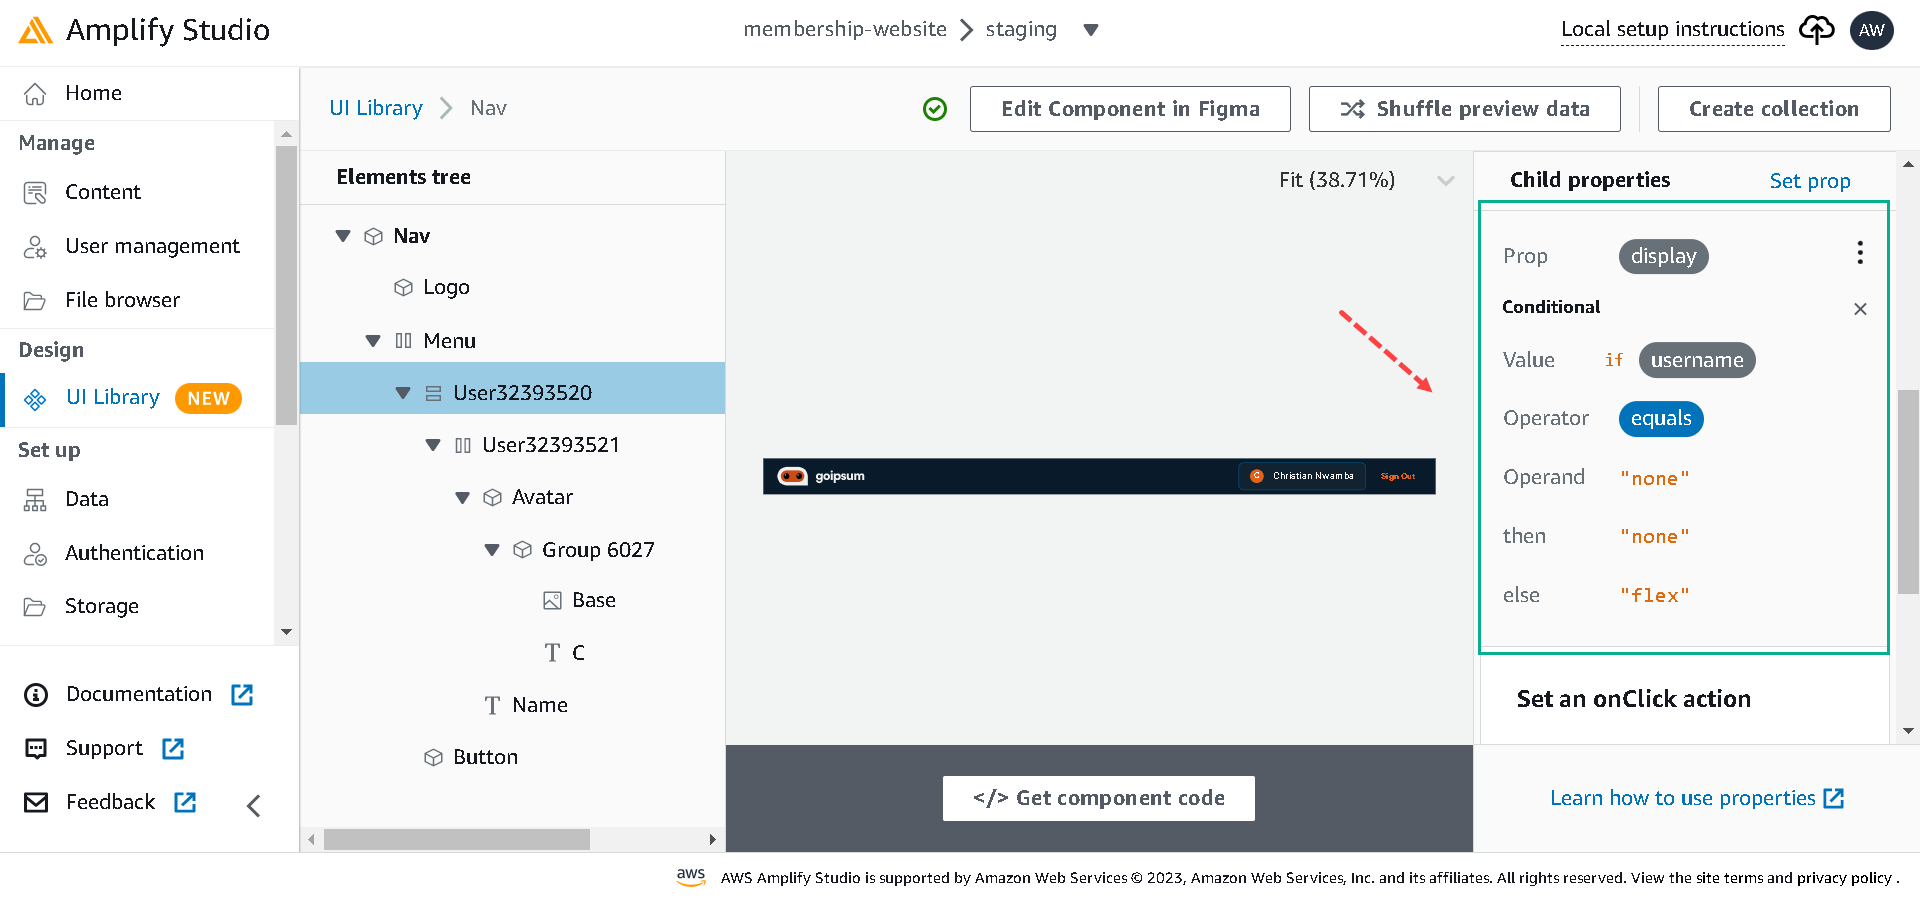 Amplify Studio
membership-website staging
Local setup instructions
AW
Home
Manage
Content
User management
File browser
Design
UI Library NEW
Set up
Data
Authentication
Storage
Documentation
Support
Feedback
UI Library Nav
Edit Component in Figma
Shuffle preview data
Create collection
Elements tree
Nav
Logo
Menu
User32393520
User32393521
Avatar
Group 6027
Base
T C
T Name
Button
Fit (38.71%)
goipsum
C Christian Nwamba
Sign Out
</> Get component code
Child properties Set prop
Prop display
Conditional
Value if username
Operator equals
Operand "none"
then "none"
else "flex"
Set an onClick action
Learn how to use properties
aws AWS Amplify Studio is supported by Amazon Web Services © 2023, Amazon Web Services, Inc. and its affiliates. All rights reserved. View the site terms and privacy policy .